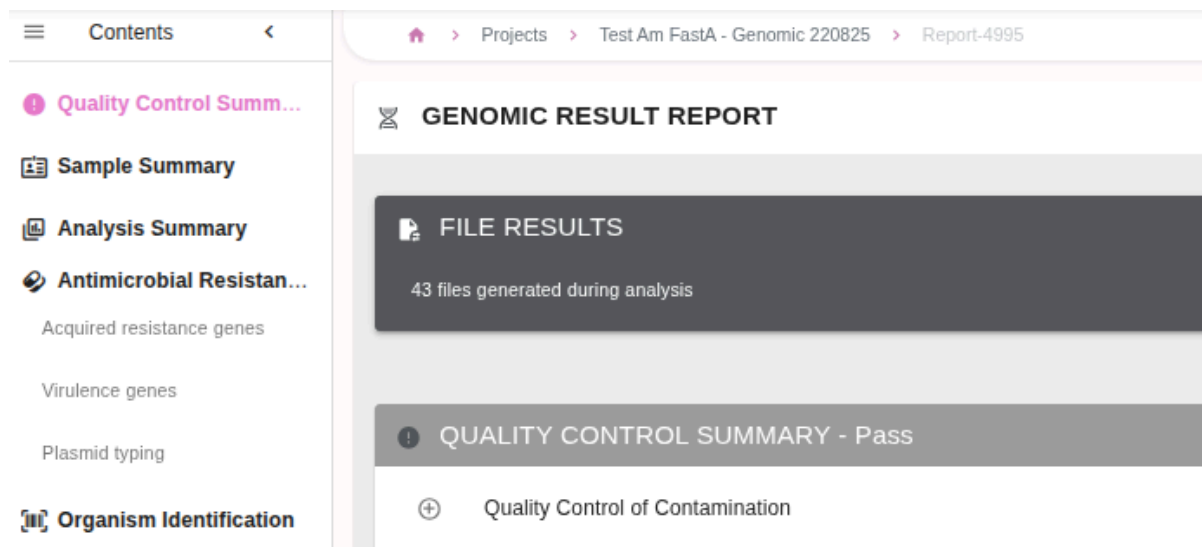 Contents
Quality Control Summ...
Sample Summary
Analysis Summary
Antimicrobial Resistan...
Acquired resistance genes
Virulence genes
Plasmid typing
Organism Identification
Projects > Test Am FastA - Genomic 220825 > Report-4995
GENOMIC RESULT REPORT
FILE RESULTS
43 files generated during analysis
QUALITY CONTROL SUMMARY - Pass
Quality Control of Contamination